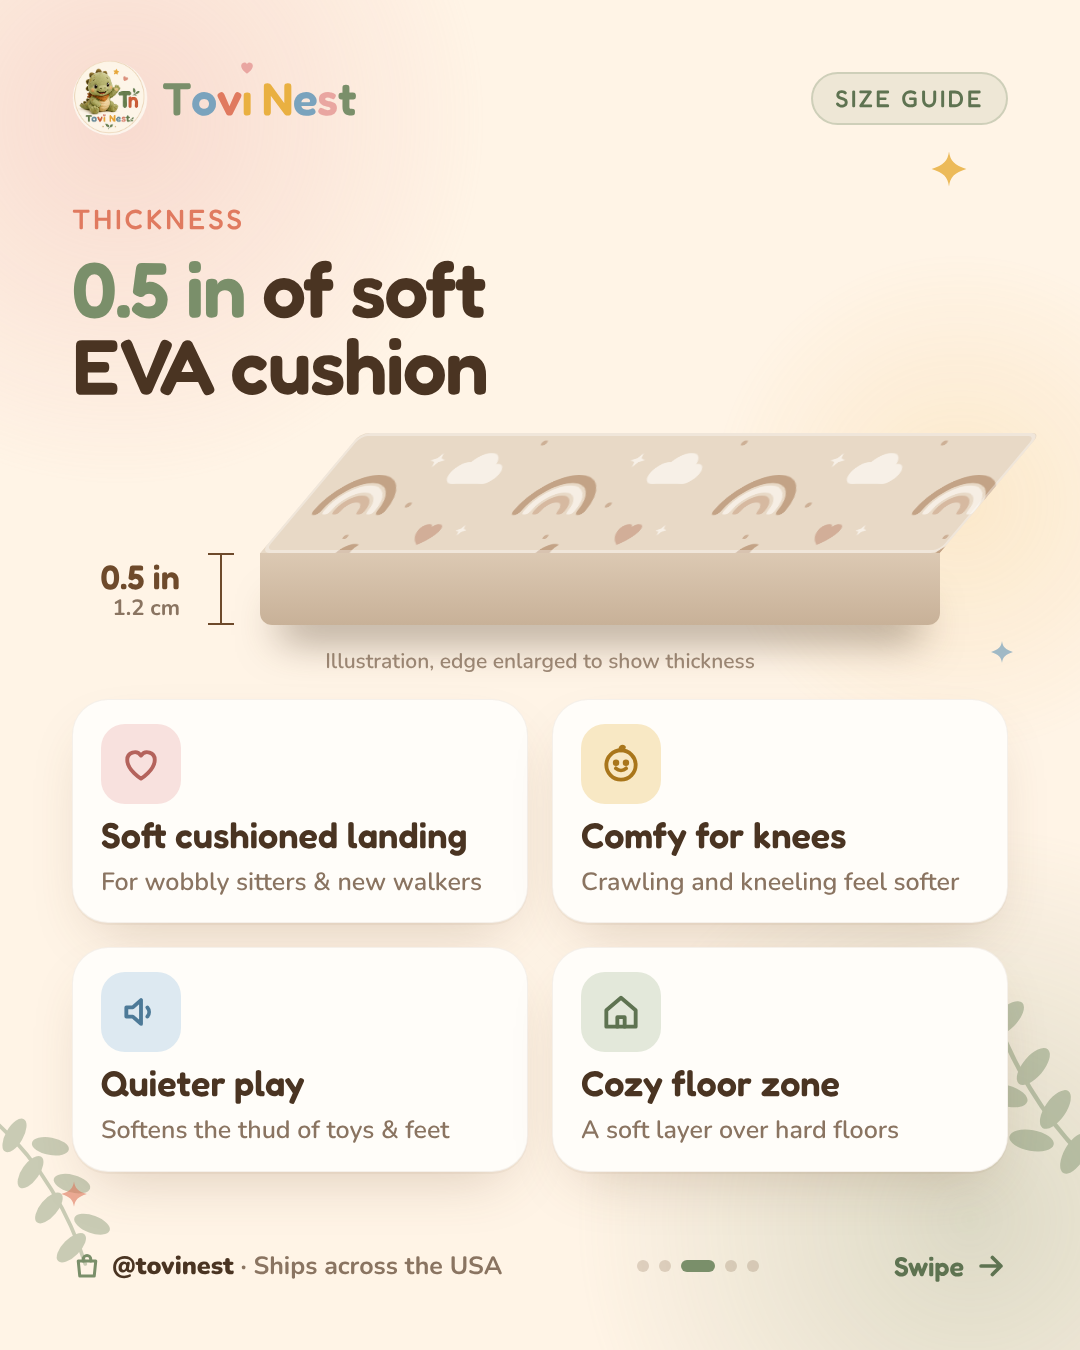 Tn
Tovi Nest
Tovi Nest
SIZE GUIDE
THICKNESS
0.5 in of soft
EVA cushion
0.5 in
1.2 cm
Illustration, edge enlarged to show thickness
Soft cushioned landing
For wobbly sitters & new walkers
Comfy for knees
Crawling and kneeling feel softer
Quieter play
Softens the thud of toys & feet
Cozy floor zone
A soft layer over hard floors
@tovinest · Ships across the USA
Swipe